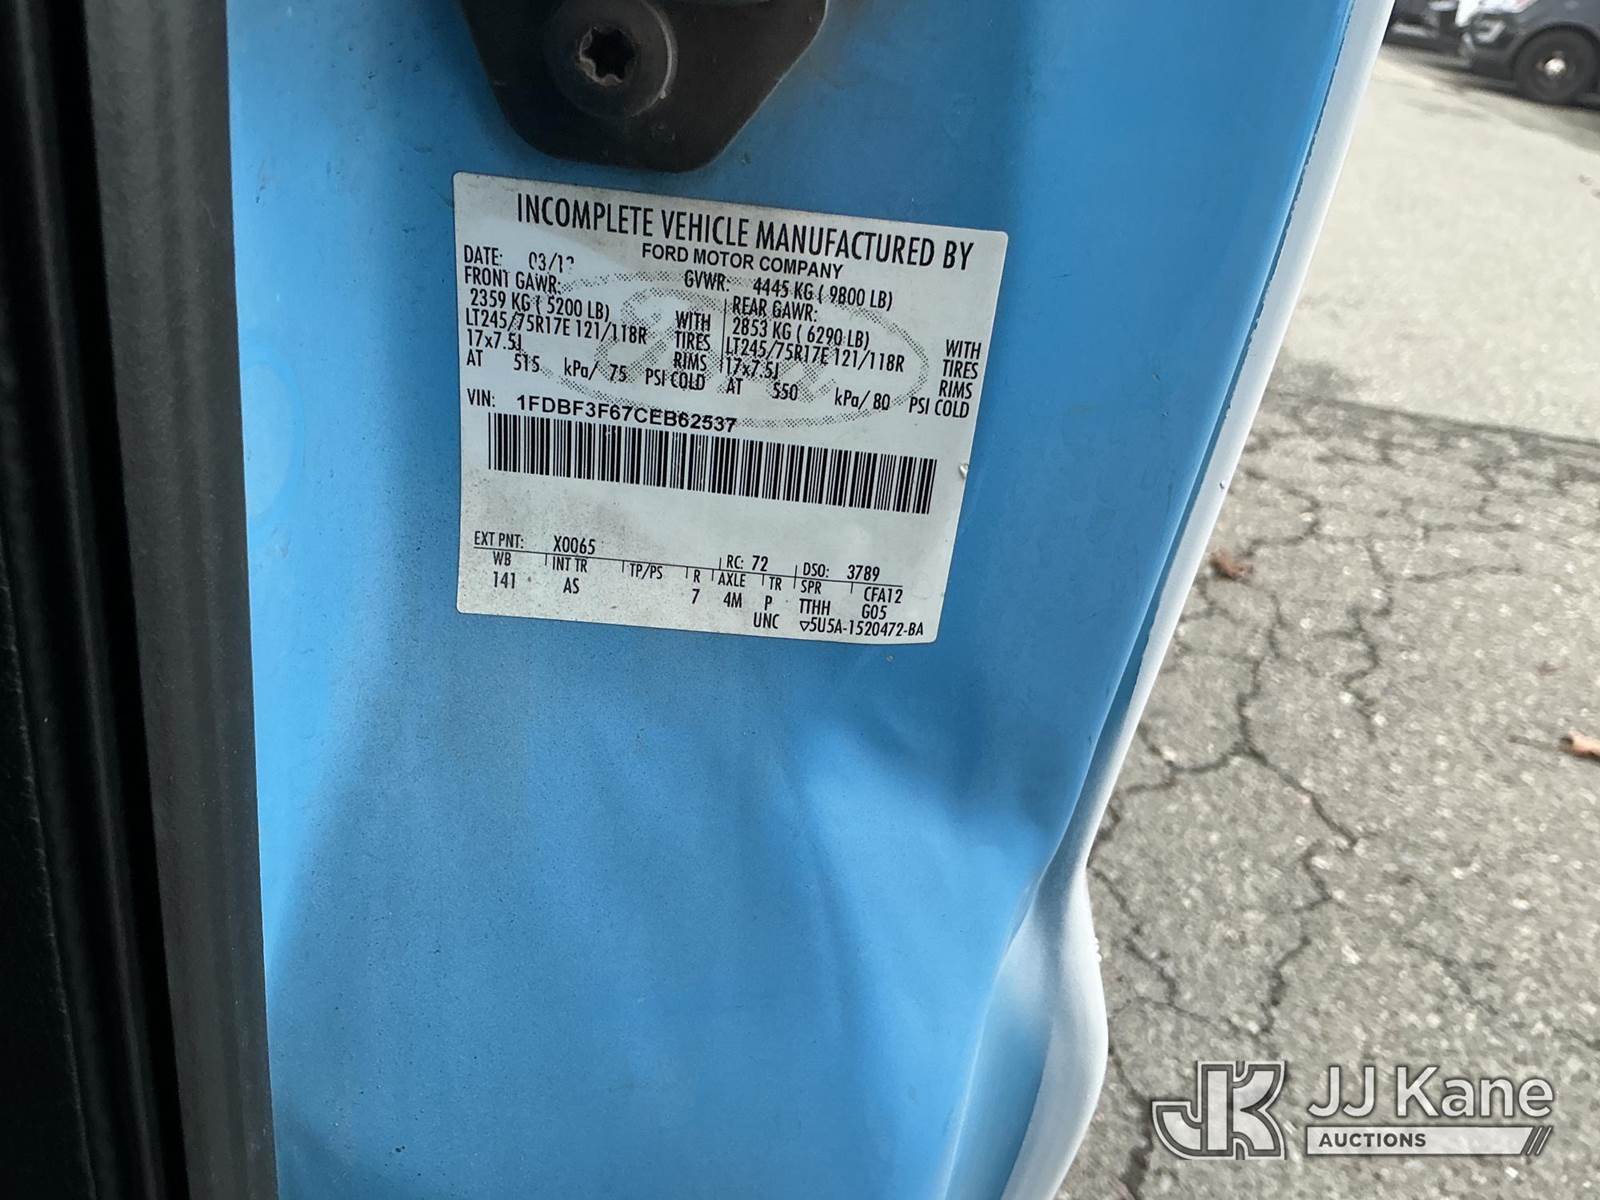 INCOMPLETE VEHICLE MANUFACTURED BY
FORD MOTOR COMPANY
DATE: 03/12 GVWR: 4445 KG ( 9800 LB)
FRONT GAWR: REAR GAWR:
2359 KG ( 5200 LB) WITH 2853 KG ( 6290 LB) WITH
LT245/75R17E 121/118R TIRES LT245/75R17E 121/118R TIRES
17x7.5J RIMS 17x7.5J RIMS
AT 515 kPa/ 75 PSI COLD AT 550 kPa/ 80 PSI COLD
VIN: 1FDBF3F67CEB62537
EXT PNT: X0065 RC: 72 DSO: 3789
WB INT TR TP/PS R AXLE TR SPR CFA12
141 AS 7 4M P TTHH G05
UNC ▽5U5A-1520472-BA
JK JJ Kane
AUCTIONS